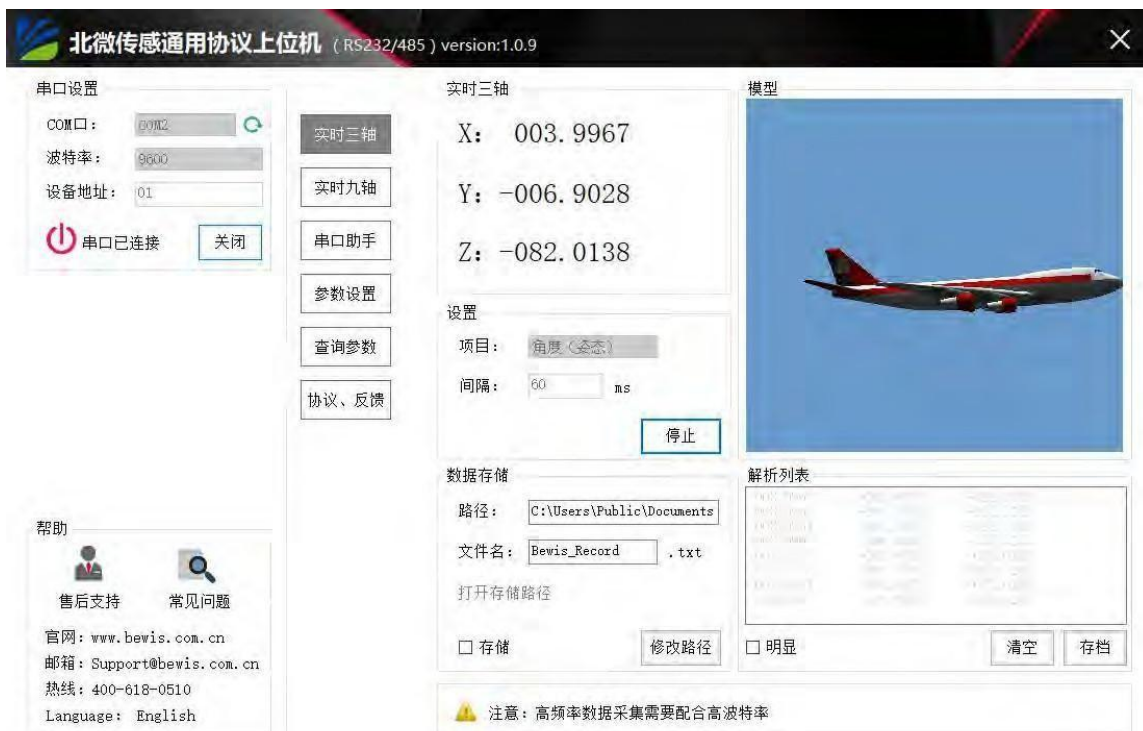 北微传感通用协议上位机 (RS232/485) version:1.0.9
串口设置
COM口: COM2
波特率: 9600
设备地址: 01
串口已连接 关闭
实时三轴
实时九轴
串口助手
参数设置
查询参数
协议、反馈
实时三轴
X: 003.9967
Y: -006.9028
Z: -082.0138
设置
项目: 角度(姿态)
间隔: 60 ms
停止
模型
数据存储
路径: C:\Users\Public\Documents
文件名: Bewis_Record .txt
打开存储路径
存储 修改路径
解析列表
明显 清空 存档
帮助
售后支持 常见问题
官网: www.bewis.com.cn
邮箱: Support@bewis.com.cn
热线: 400-618-0510
Language: English
注意: 高频率数据采集需要配合高波特率